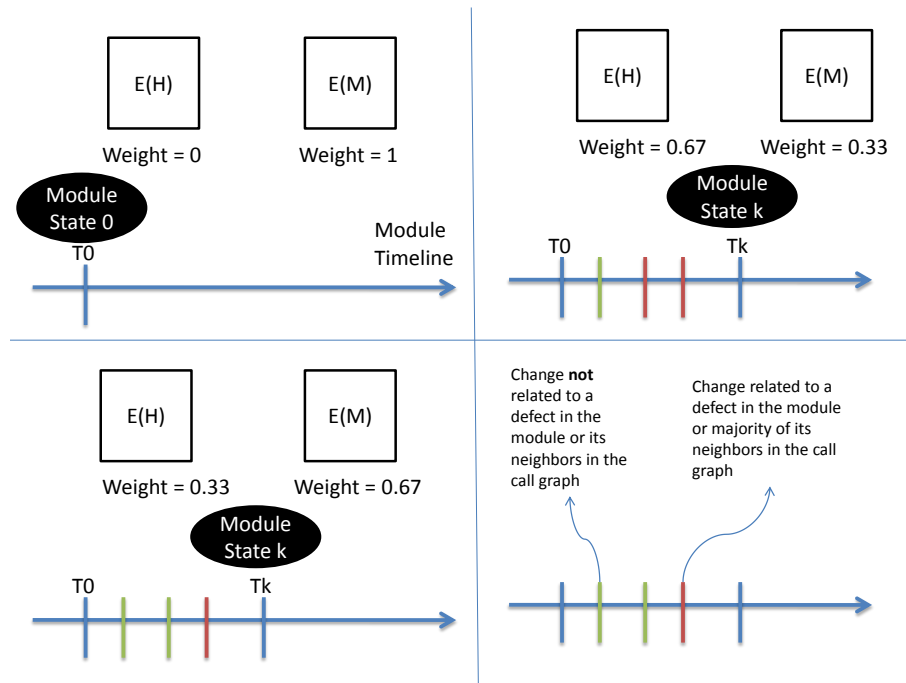 E(H)
E(M)
Weight = 0
Weight = 1
Module
State 0
T0
Module
Timeline
E(H)
E(M)
Weight = 0.67
Weight = 0.33
Module
State k
T0
Tk
E(H)
E(M)
Weight = 0.33
Weight = 0.67
Module
State k
T0
Tk
Change not
related to a
defect in the
module or its
neighbors in the
call graph
Change related to a
defect in the module
or majority of its
neighbors in the call
graph